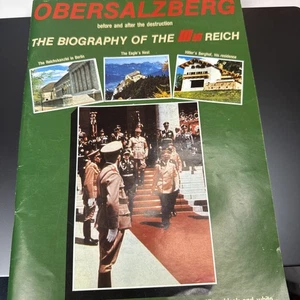 OBERSALZBERG
before and after the destruction
THE BIOGRAPHY OF THE III REICH
The Reichskanzlei in Berlin
The Eagle's Nest
Hitler's Berghof, his residence